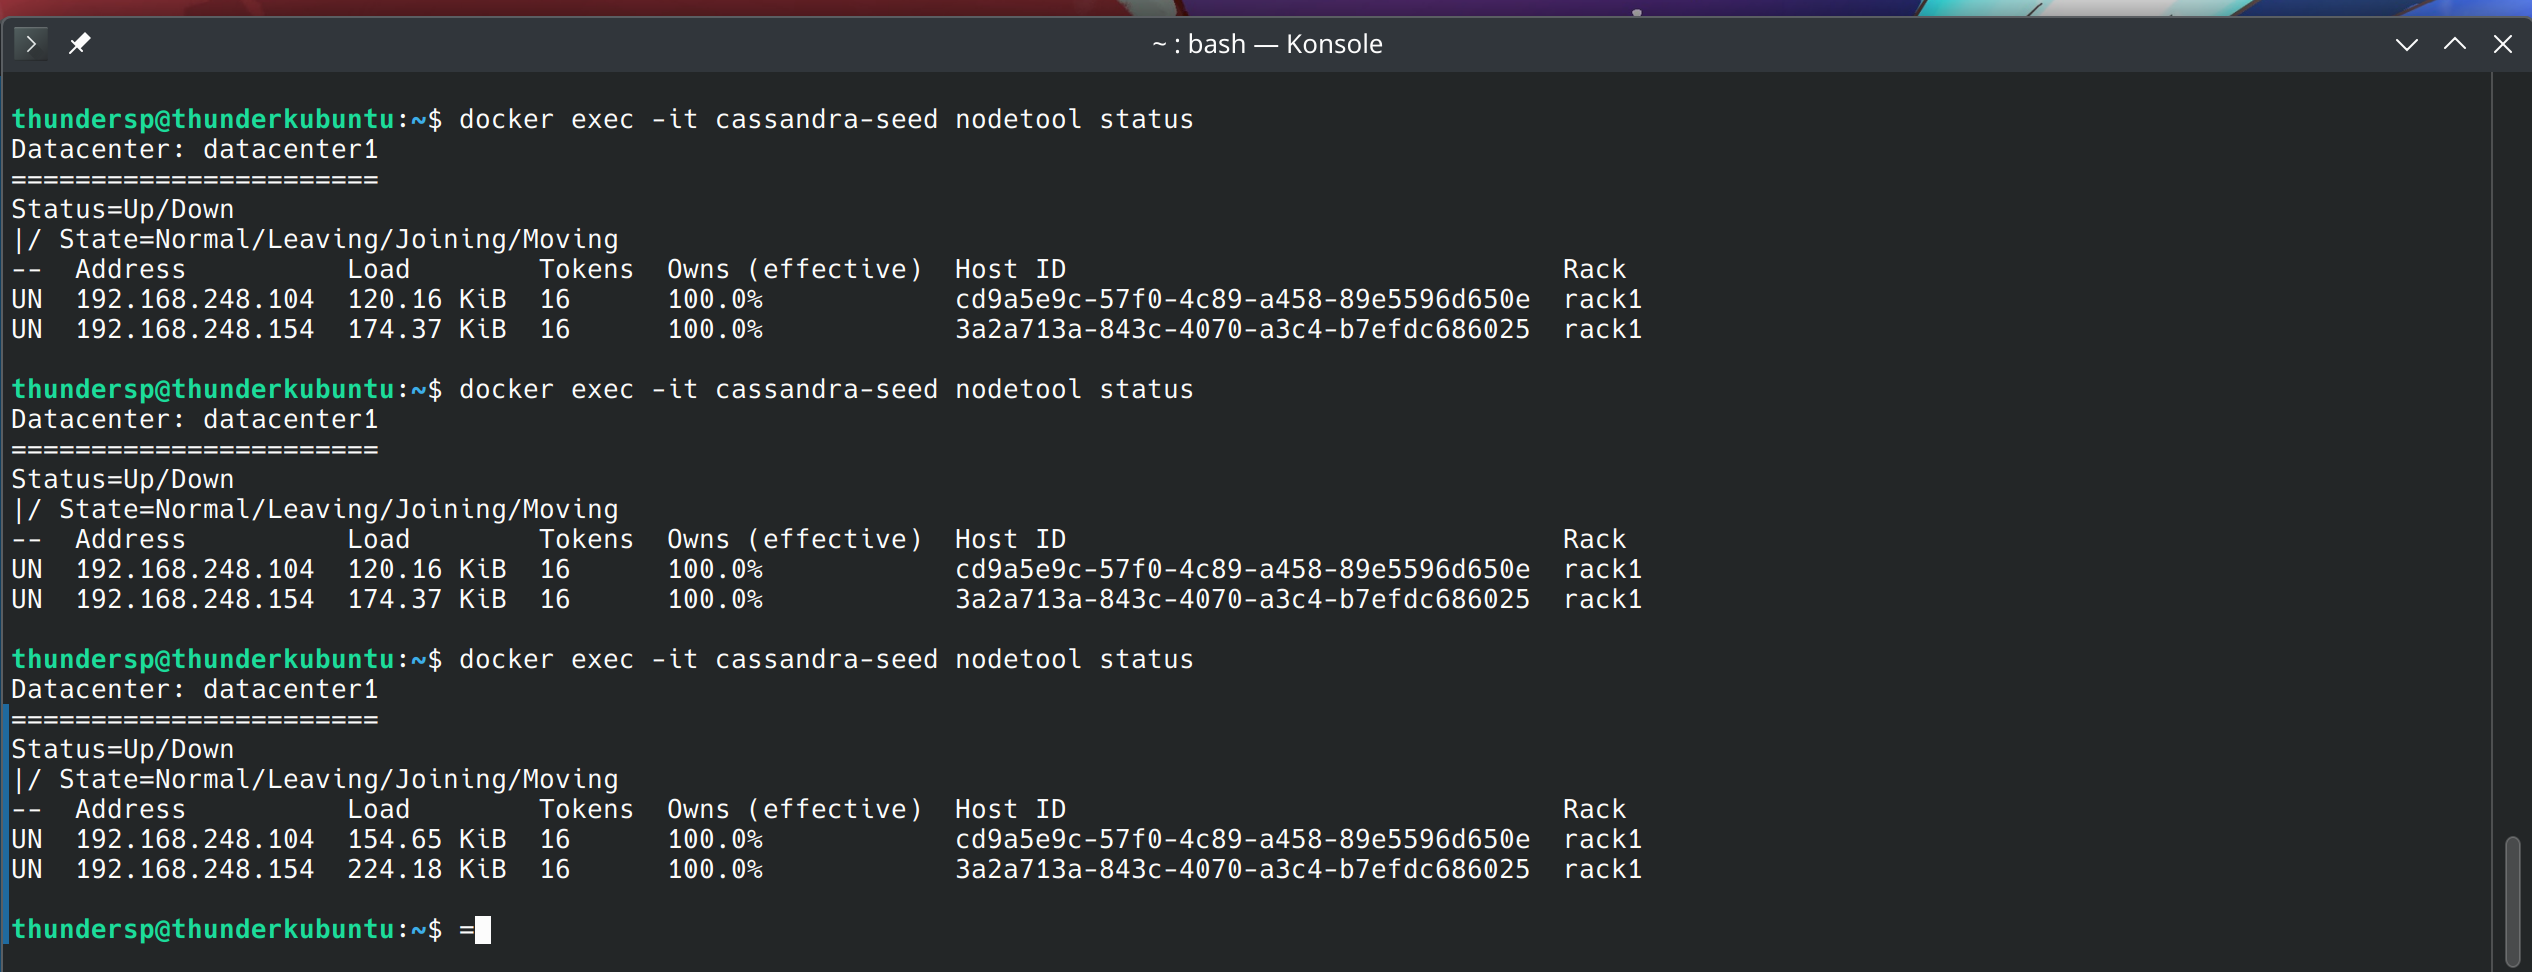 ~ : bash — Konsole
thundersp@thunderkubuntu:~$ docker exec -it cassandra-seed nodetool status
Datacenter: datacenter1
=======================
Status=Up/Down
|/ State=Normal/Leaving/Joining/Moving
--  Address          Load        Tokens  Owns (effective)  Host ID                               Rack
UN  192.168.248.104  120.16 KiB  16      100.0%            cd9a5e9c-57f0-4c89-a458-89e5596d650e  rack1
UN  192.168.248.154  174.37 KiB  16      100.0%            3a2a713a-843c-4070-a3c4-b7efdc686025  rack1
thundersp@thunderkubuntu:~$ docker exec -it cassandra-seed nodetool status
Datacenter: datacenter1
=======================
Status=Up/Down
|/ State=Normal/Leaving/Joining/Moving
--  Address          Load        Tokens  Owns (effective)  Host ID                               Rack
UN  192.168.248.104  120.16 KiB  16      100.0%            cd9a5e9c-57f0-4c89-a458-89e5596d650e  rack1
UN  192.168.248.154  174.37 KiB  16      100.0%            3a2a713a-843c-4070-a3c4-b7efdc686025  rack1
thundersp@thunderkubuntu:~$ docker exec -it cassandra-seed nodetool status
Datacenter: datacenter1
=======================
Status=Up/Down
|/ State=Normal/Leaving/Joining/Moving
--  Address          Load        Tokens  Owns (effective)  Host ID                               Rack
UN  192.168.248.104  154.65 KiB  16      100.0%            cd9a5e9c-57f0-4c89-a458-89e5596d650e  rack1
UN  192.168.248.154  224.18 KiB  16      100.0%            3a2a713a-843c-4070-a3c4-b7efdc686025  rack1
thundersp@thunderkubuntu:~$ =